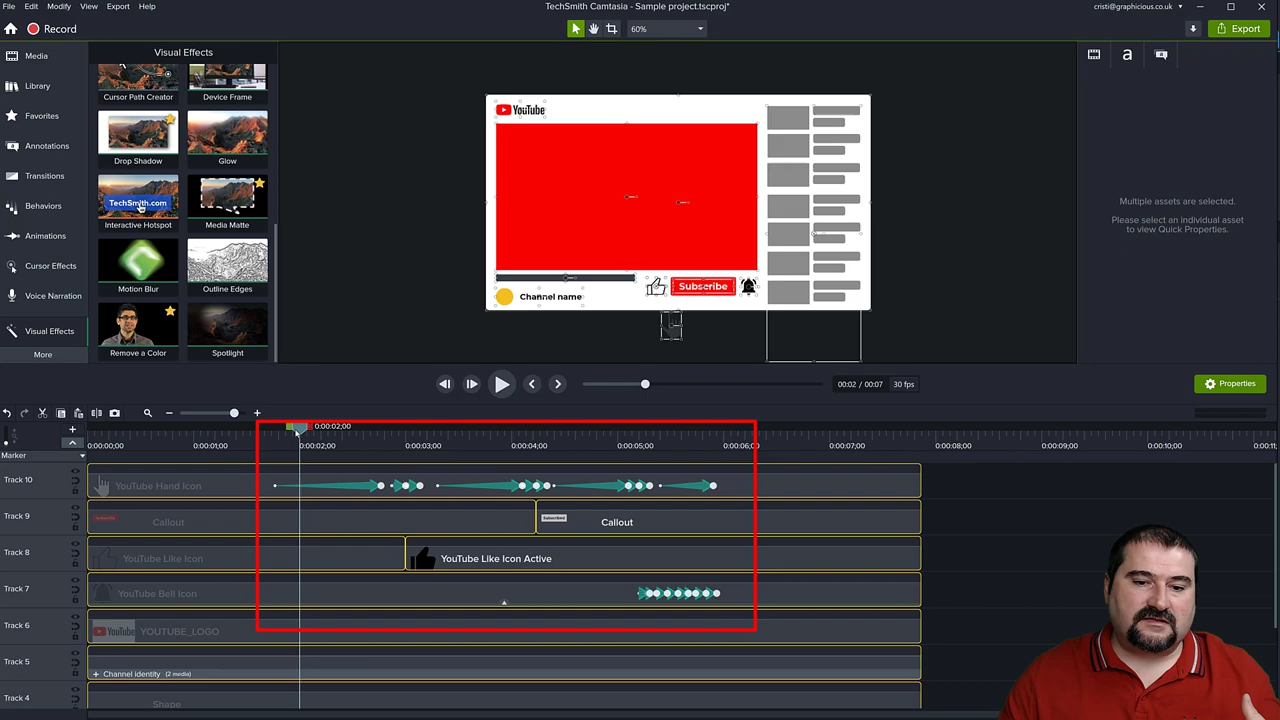 File Edit Modify View Export Help
TechSmith Camtasia - Sample project.tscproj*
cristi@graphicious.co.uk
Record
60%
Export
Media
Library
Favorites
Annotations
Transitions
Behaviors
Animations
Cursor Effects
Voice Narration
Visual Effects
More
Visual Effects
Cursor Path Creator Device Frame
Drop Shadow Glow
TechSmith.com
Interactive Hotspot Media Matte
Motion Blur Outline Edges
Remove a Color Spotlight
YouTube
Subscribe
Channel name
Multiple assets are selected.
Please select an individual asset
to view Quick Properties.
00:02 / 00:07 30 fps
Properties
0:00:02;00
0:00:00;00 0:00:01;00 0:00:02;00 0:00:03;00 0:00:04;00 0:00:05;00 0:00:06;00 0:00:07;00 0:00:08;00 0:00:09;00 0:00:10;00 0:00:11;
Marker
Track 10 YouTube Hand Icon
Track 9 Subscribe Callout Subscribed Callout
Track 8 YouTube Like Icon YouTube Like Icon Active
Track 7 YouTube Bell Icon
Track 6 YouTube YOUTUBE_LOGO
Track 5 + Channel identity (2 media)
Track 4 Shape